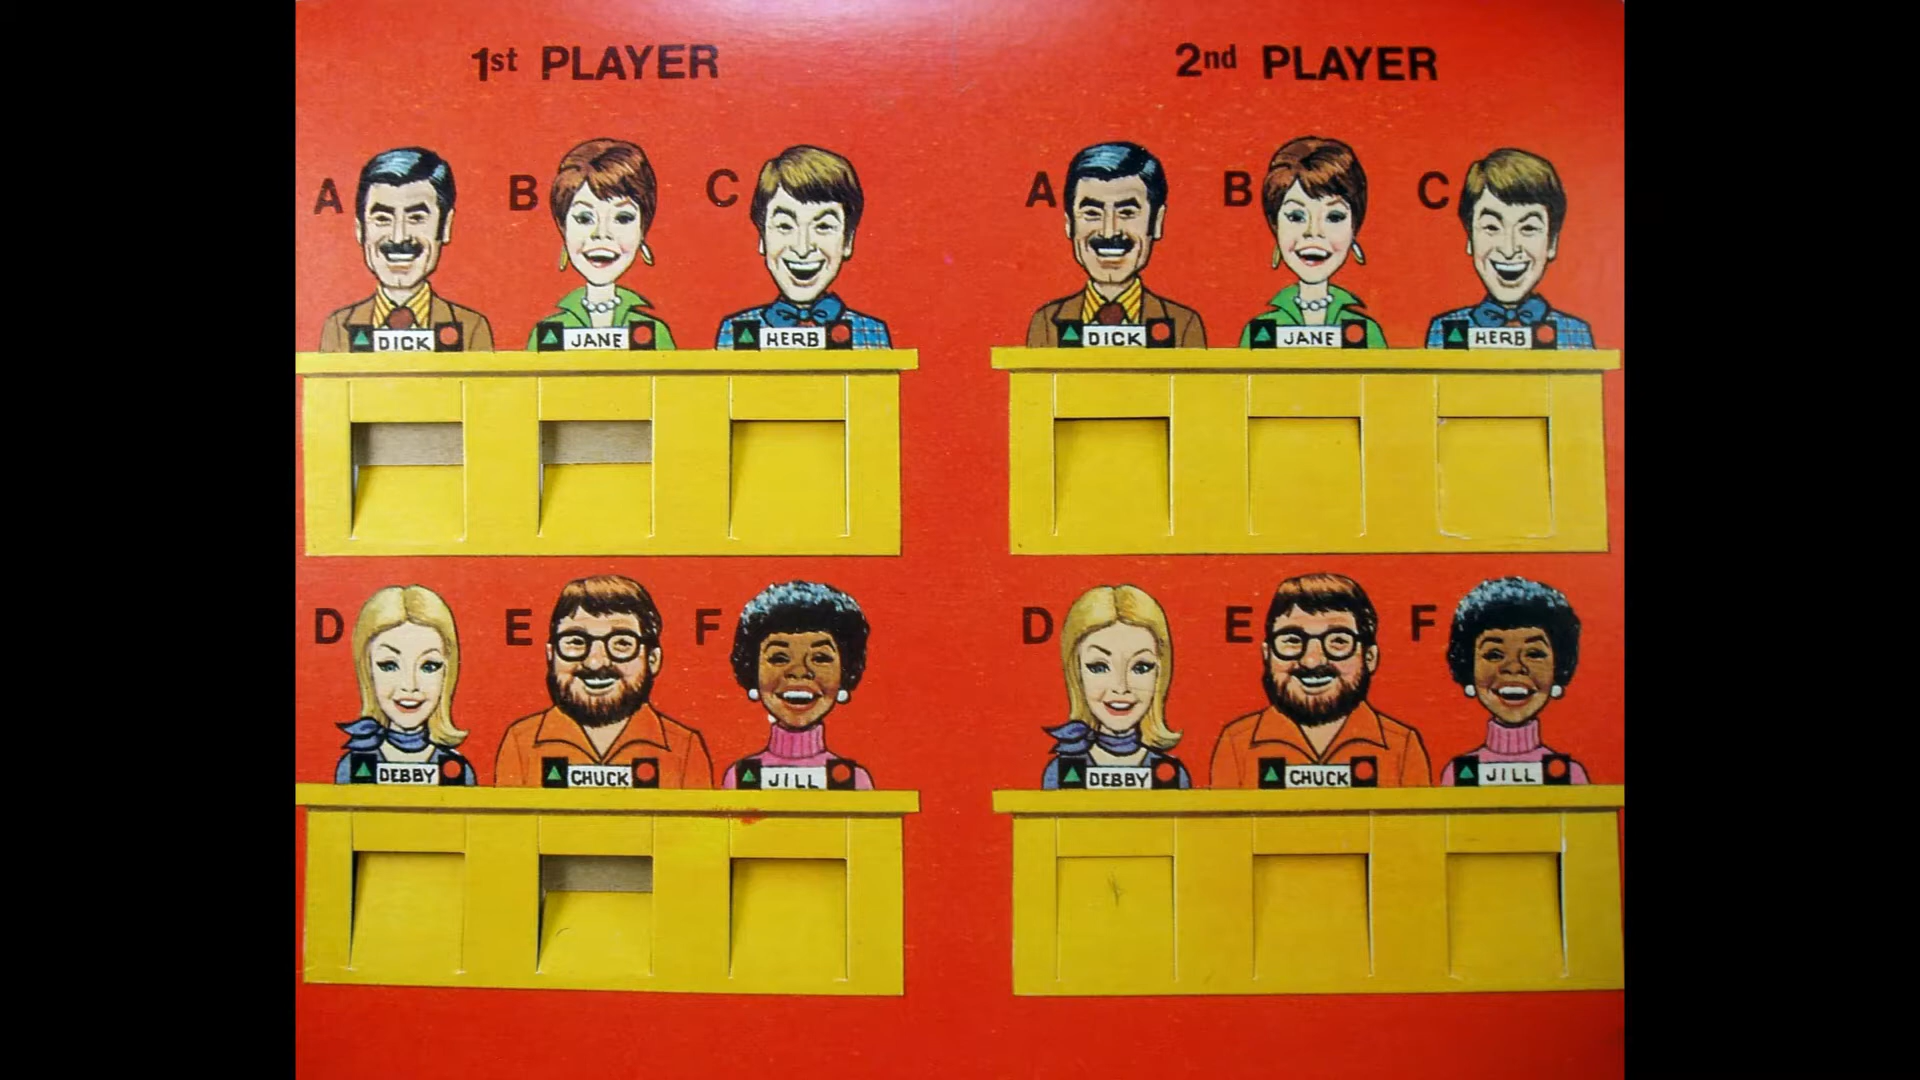 1st PLAYER
2nd PLAYER
A B C
DICK JANE HERB
A B C
DICK JANE HERB
D E F
DEBBY CHUCK JILL
D E F
DEBBY CHUCK JILL